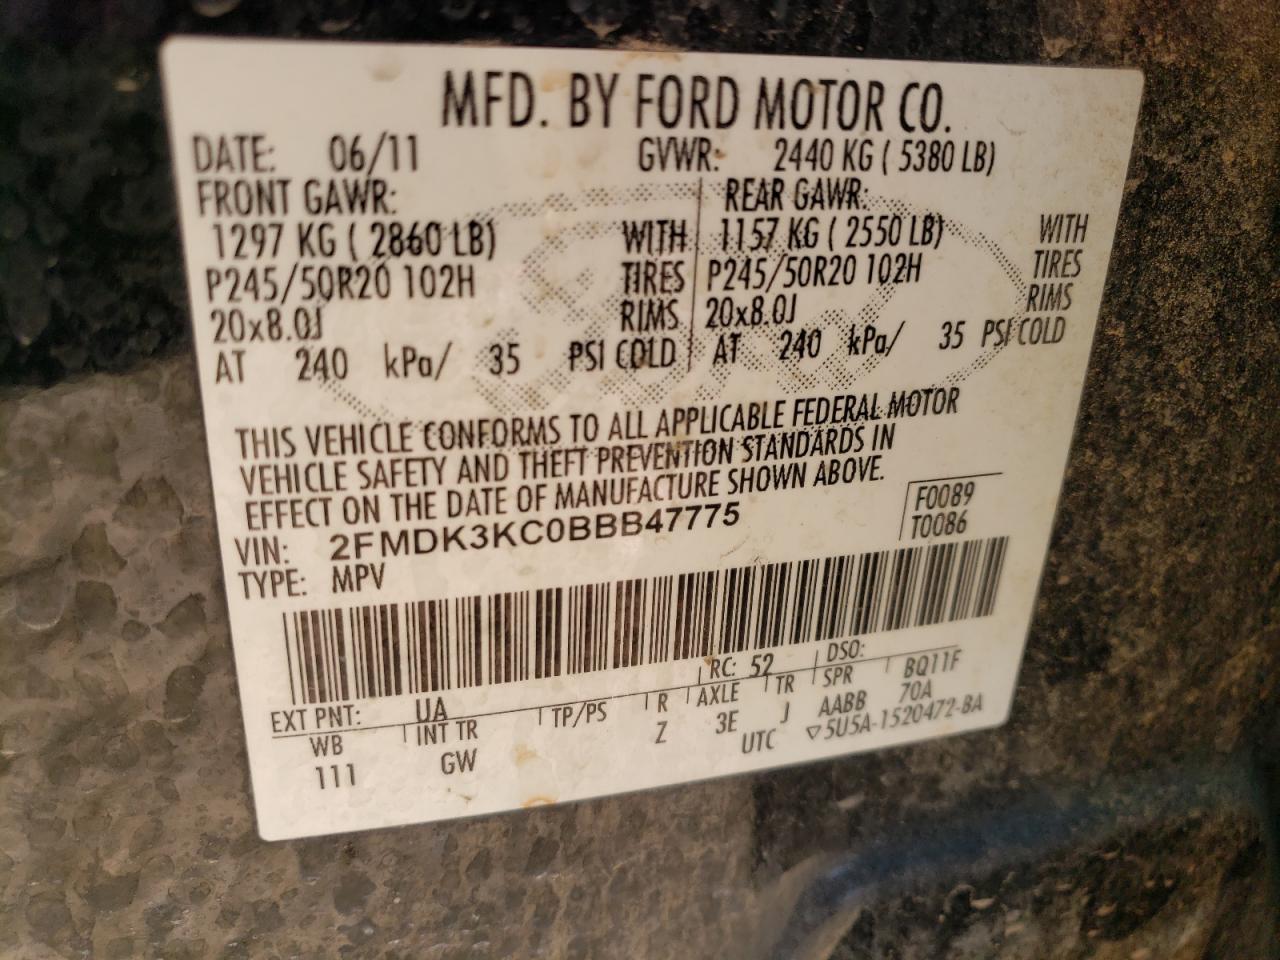 MFD. BY FORD MOTOR CO.
DATE: 06/11 GVWR: 2440 KG ( 5380 LB)
FRONT GAWR: REAR GAWR:
1297 KG ( 2860 LB) WITH 1157 KG ( 2550 LB) WITH
P245/50R20 102H TIRES P245/50R20 102H TIRES
20x8.0J RIMS 20x8.0J RIMS
AT 240 kPa/ 35 PSI COLD AT 240 kPa/ 35 PSI COLD
THIS VEHICLE CONFORMS TO ALL APPLICABLE FEDERAL MOTOR
VEHICLE SAFETY AND THEFT PREVENTION STANDARDS IN
EFFECT ON THE DATE OF MANUFACTURE SHOWN ABOVE.
VIN: 2FMDK3KC0BBB47775 F0089
TYPE: MPV T0086
EXT PNT: UA RC: 52 DSO:
WB INT TR TP/PS R AXLE TR SPR BQ11F
111 GW Z 3E J AABB 70A
UTC ▽5U5A-1520472-BA